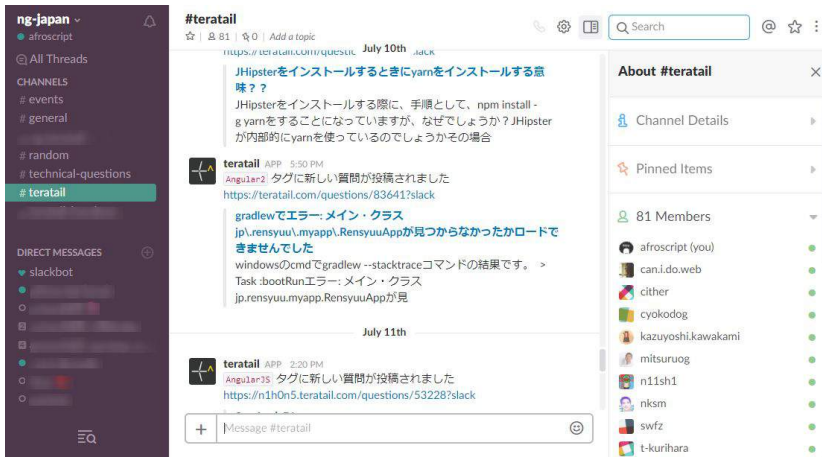 ng-japan
afroscript
All Threads
CHANNELS
# events
# general
# random
# technical-questions
# teratail
DIRECT MESSAGES
slackbot
#teratail
81 | 0 | Add a topic
Search
July 10th
https://teratail.com/questic
JHipsterをインストールするときにyarnをインストールする意
味？？
JHipsterをインストールする際に、手順として、npm install -
g yarnをすることになっていますが、なぜでしょうか？JHipster
が内部的にyarnを使っているのでしょうかその場合
teratail APP 5:50 PM
Angular2 タグに新しい質問が投稿されました
https://teratail.com/questions/83641?slack
gradlewでエラー: メイン・クラス
jp\.rensyuu\.myapp\.RensyuuAppが見つからなかったかロードで
きませんでした
windowsのcmdでgradlew --stacktraceコマンドの結果です。 >
Task :bootRunエラー: メイン・クラス
jp.rensyuu.myapp.RensyuuAppが見
July 11th
teratail APP 2:20 PM
AngularJS タグに新しい質問が投稿されました
https://n1h0n5.teratail.com/questions/53228?slack
Message #teratail
About #teratail
Channel Details
Pinned Items
81 Members
afroscript (you)
can.i.do.web
cither
cyokodog
kazuyoshi.kawakami
mitsuruog
n11sh1
nksm
swfz
t-kurihara